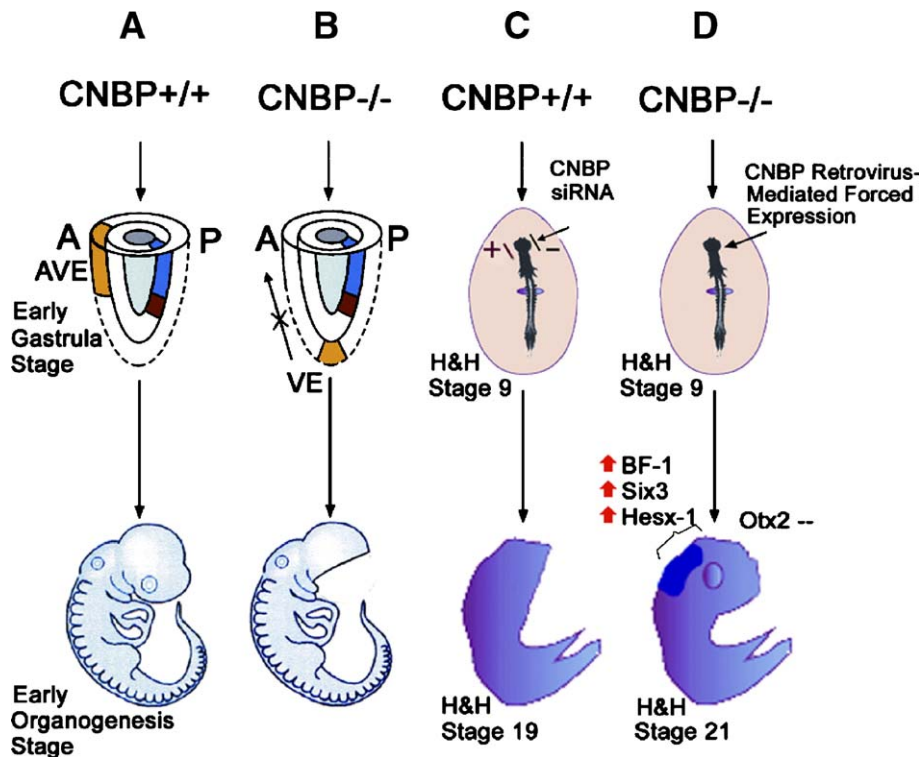 A
B
C
D
CNBP+/+
CNBP-/-
CNBP+/+
CNBP-/-
CNBP
siRNA
CNBP Retrovirus-
Mediated Forced
Expression
A
P
A
P
AVE
+
\
\
−
Early
Gastrula
Stage
VE
H&H
Stage 9
H&H
Stage 9
BF-1
Six3
Hesx-1
Otx2 --
Early
Organogenesis
Stage
H&H
Stage 19
H&H
Stage 21